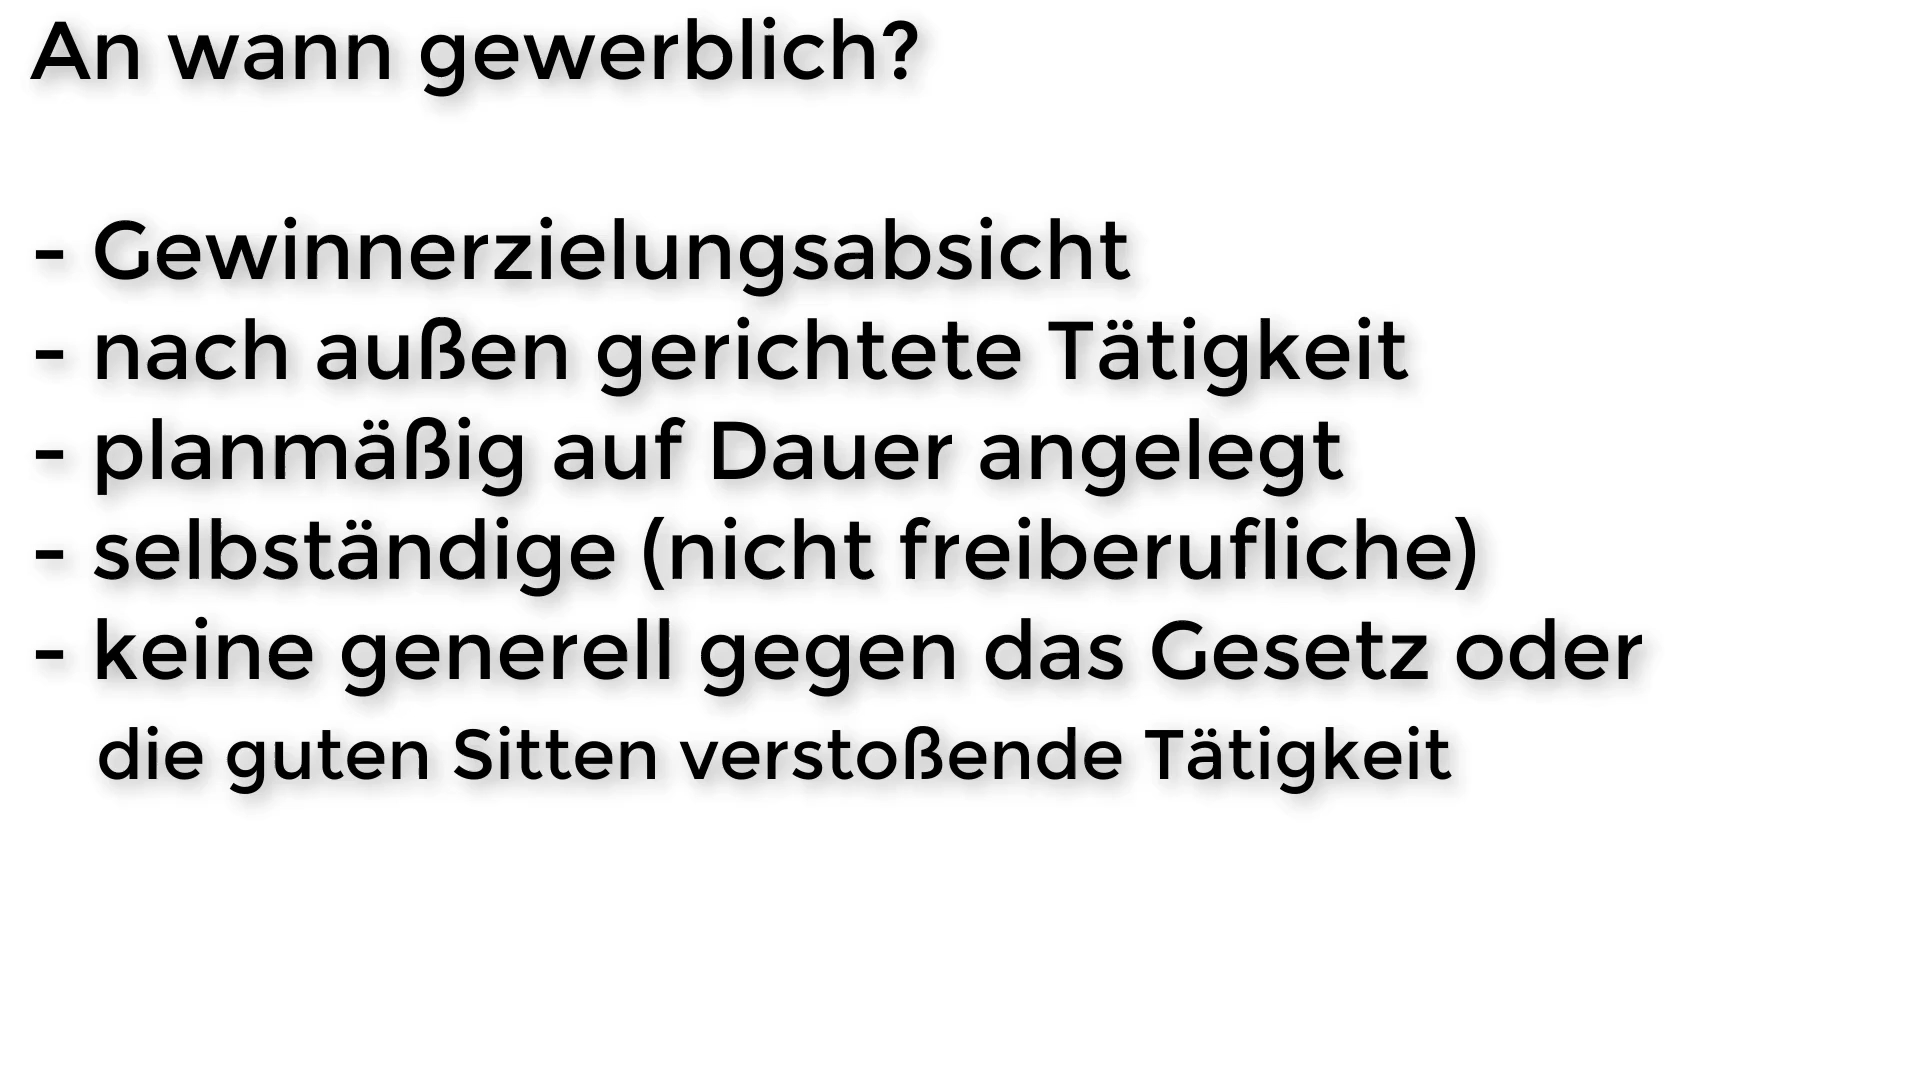 An wann gewerblich?
- Gewinnerzielungsabsicht
- nach außen gerichtete Tätigkeit
- planmäßig auf Dauer angelegt
- selbständige (nicht freiberufliche)
- keine generell gegen das Gesetz oder
die guten Sitten verstoßende Tätigkeit